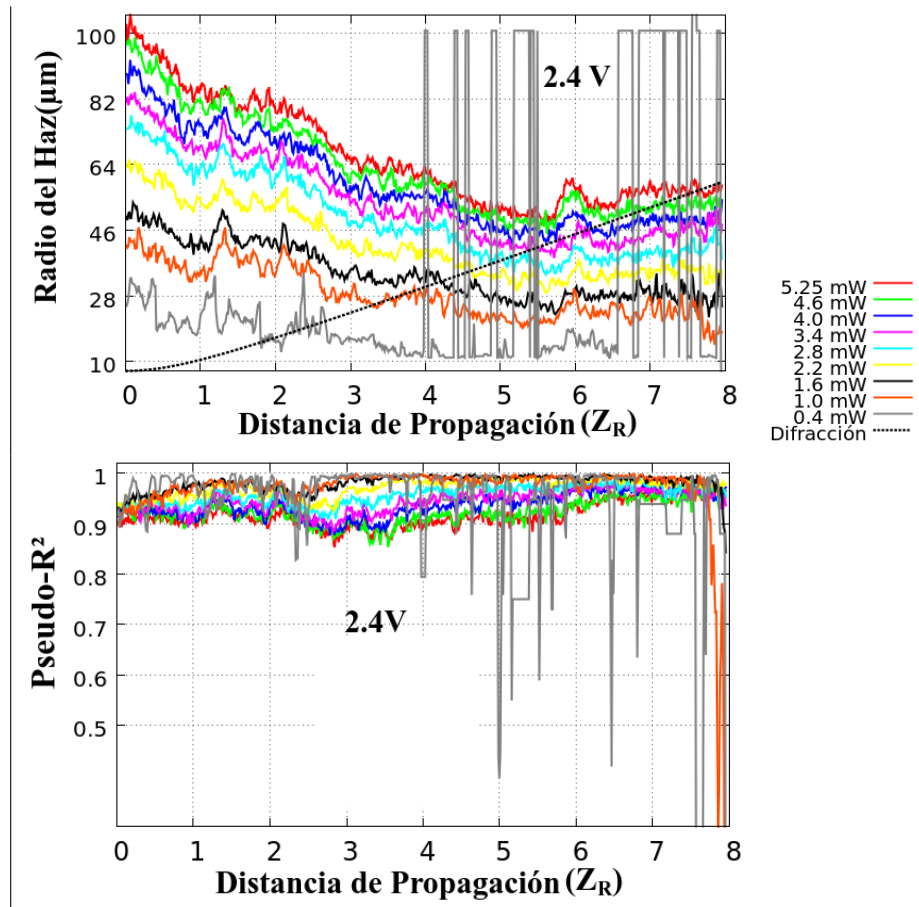 100
82
64
46
28
10
Radio del Haz(μm)
2.4 V
0 1 2 3 4 5 6 7 8
Distancia de Propagación (Z_R)
5.25 mW
4.6 mW
4.0 mW
3.4 mW
2.8 mW
2.2 mW
1.6 mW
1.0 mW
0.4 mW
Difracción
1
0.9
0.8
0.7
0.6
0.5
Pseudo-R²
2.4V
0 1 2 3 4 5 6 7 8
Distancia de Propagación (Z_R)